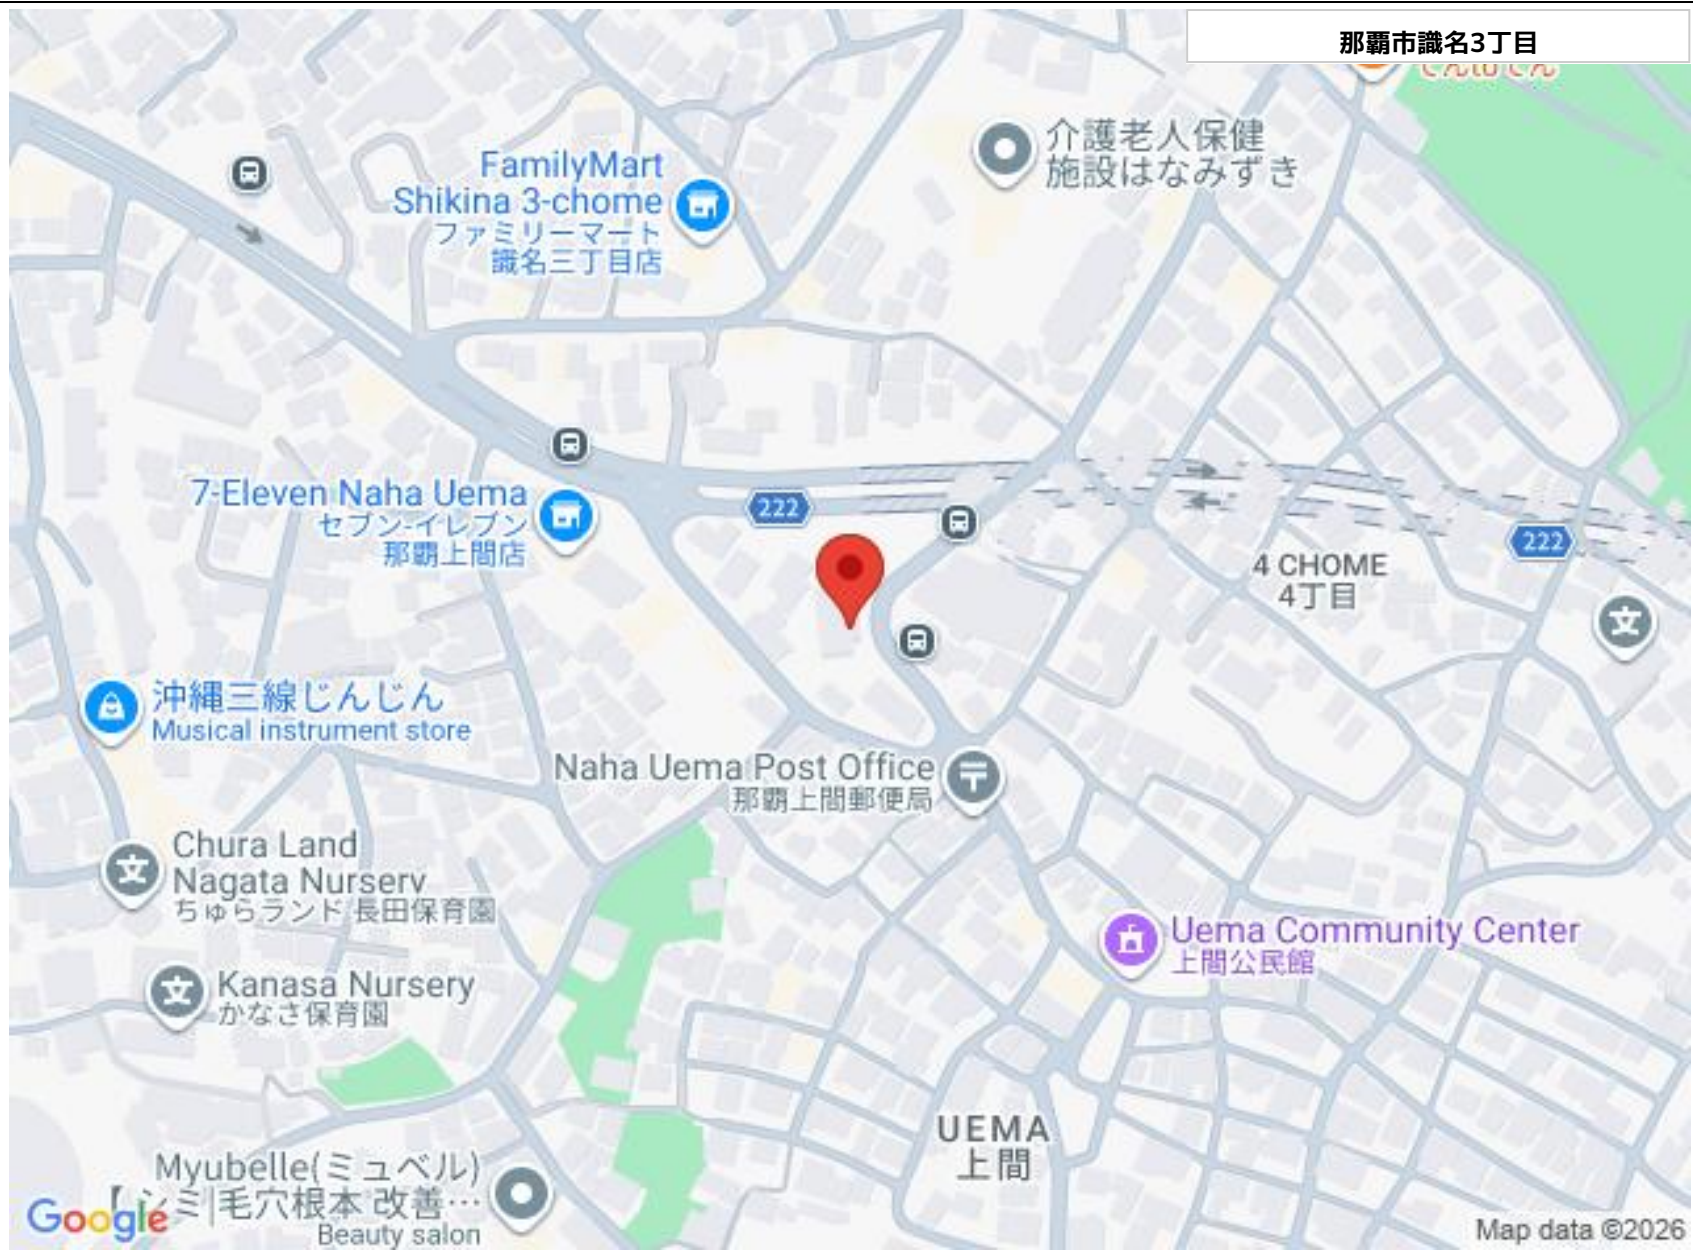 那覇市識名3丁目
介護老人保健
施設はなみずき
FamilyMart
Shikina 3-chome
ファミリーマート
識名三丁目店
7-Eleven Naha Uema
セブン-イレブン
那覇上間店
222
4 CHOME
4丁目
222
文
沖縄三線じんじん
Musical instrument store
Naha Uema Post Office
那覇上間郵便局
〒
Chura Land
Nagata Nursery
ちゅらランド 長田保育園
文
Uema Community Center
上間公民館
Kanasa Nursery
かなさ保育園
文
UEMA
上間
Myubelle(ミュベル)
ミ|毛穴根本 改善…
Beauty salon
Google
Map data ©2026